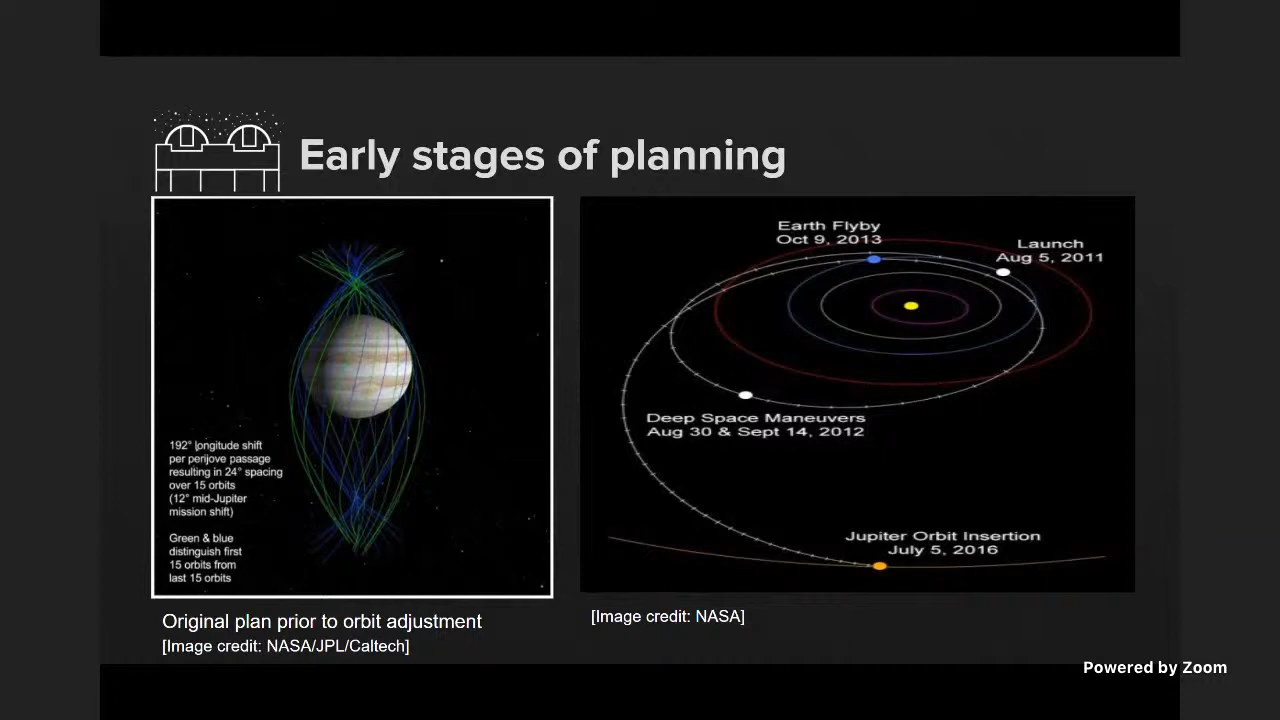 Early stages of planning
192° longitude shift
per perijove passage
resulting in 24° spacing
over 15 orbits
(12° mid-Jupiter
mission shift)
Green & blue
distinguish first
15 orbits from
last 15 orbits
Original plan prior to orbit adjustment
[Image credit: NASA/JPL/Caltech]
Earth Flyby
Oct 9, 2013
Launch
Aug 5, 2011
Deep Space Maneuvers
Aug 30 & Sept 14, 2012
Jupiter Orbit Insertion
July 5, 2016
[Image credit: NASA]
Powered by Zoom